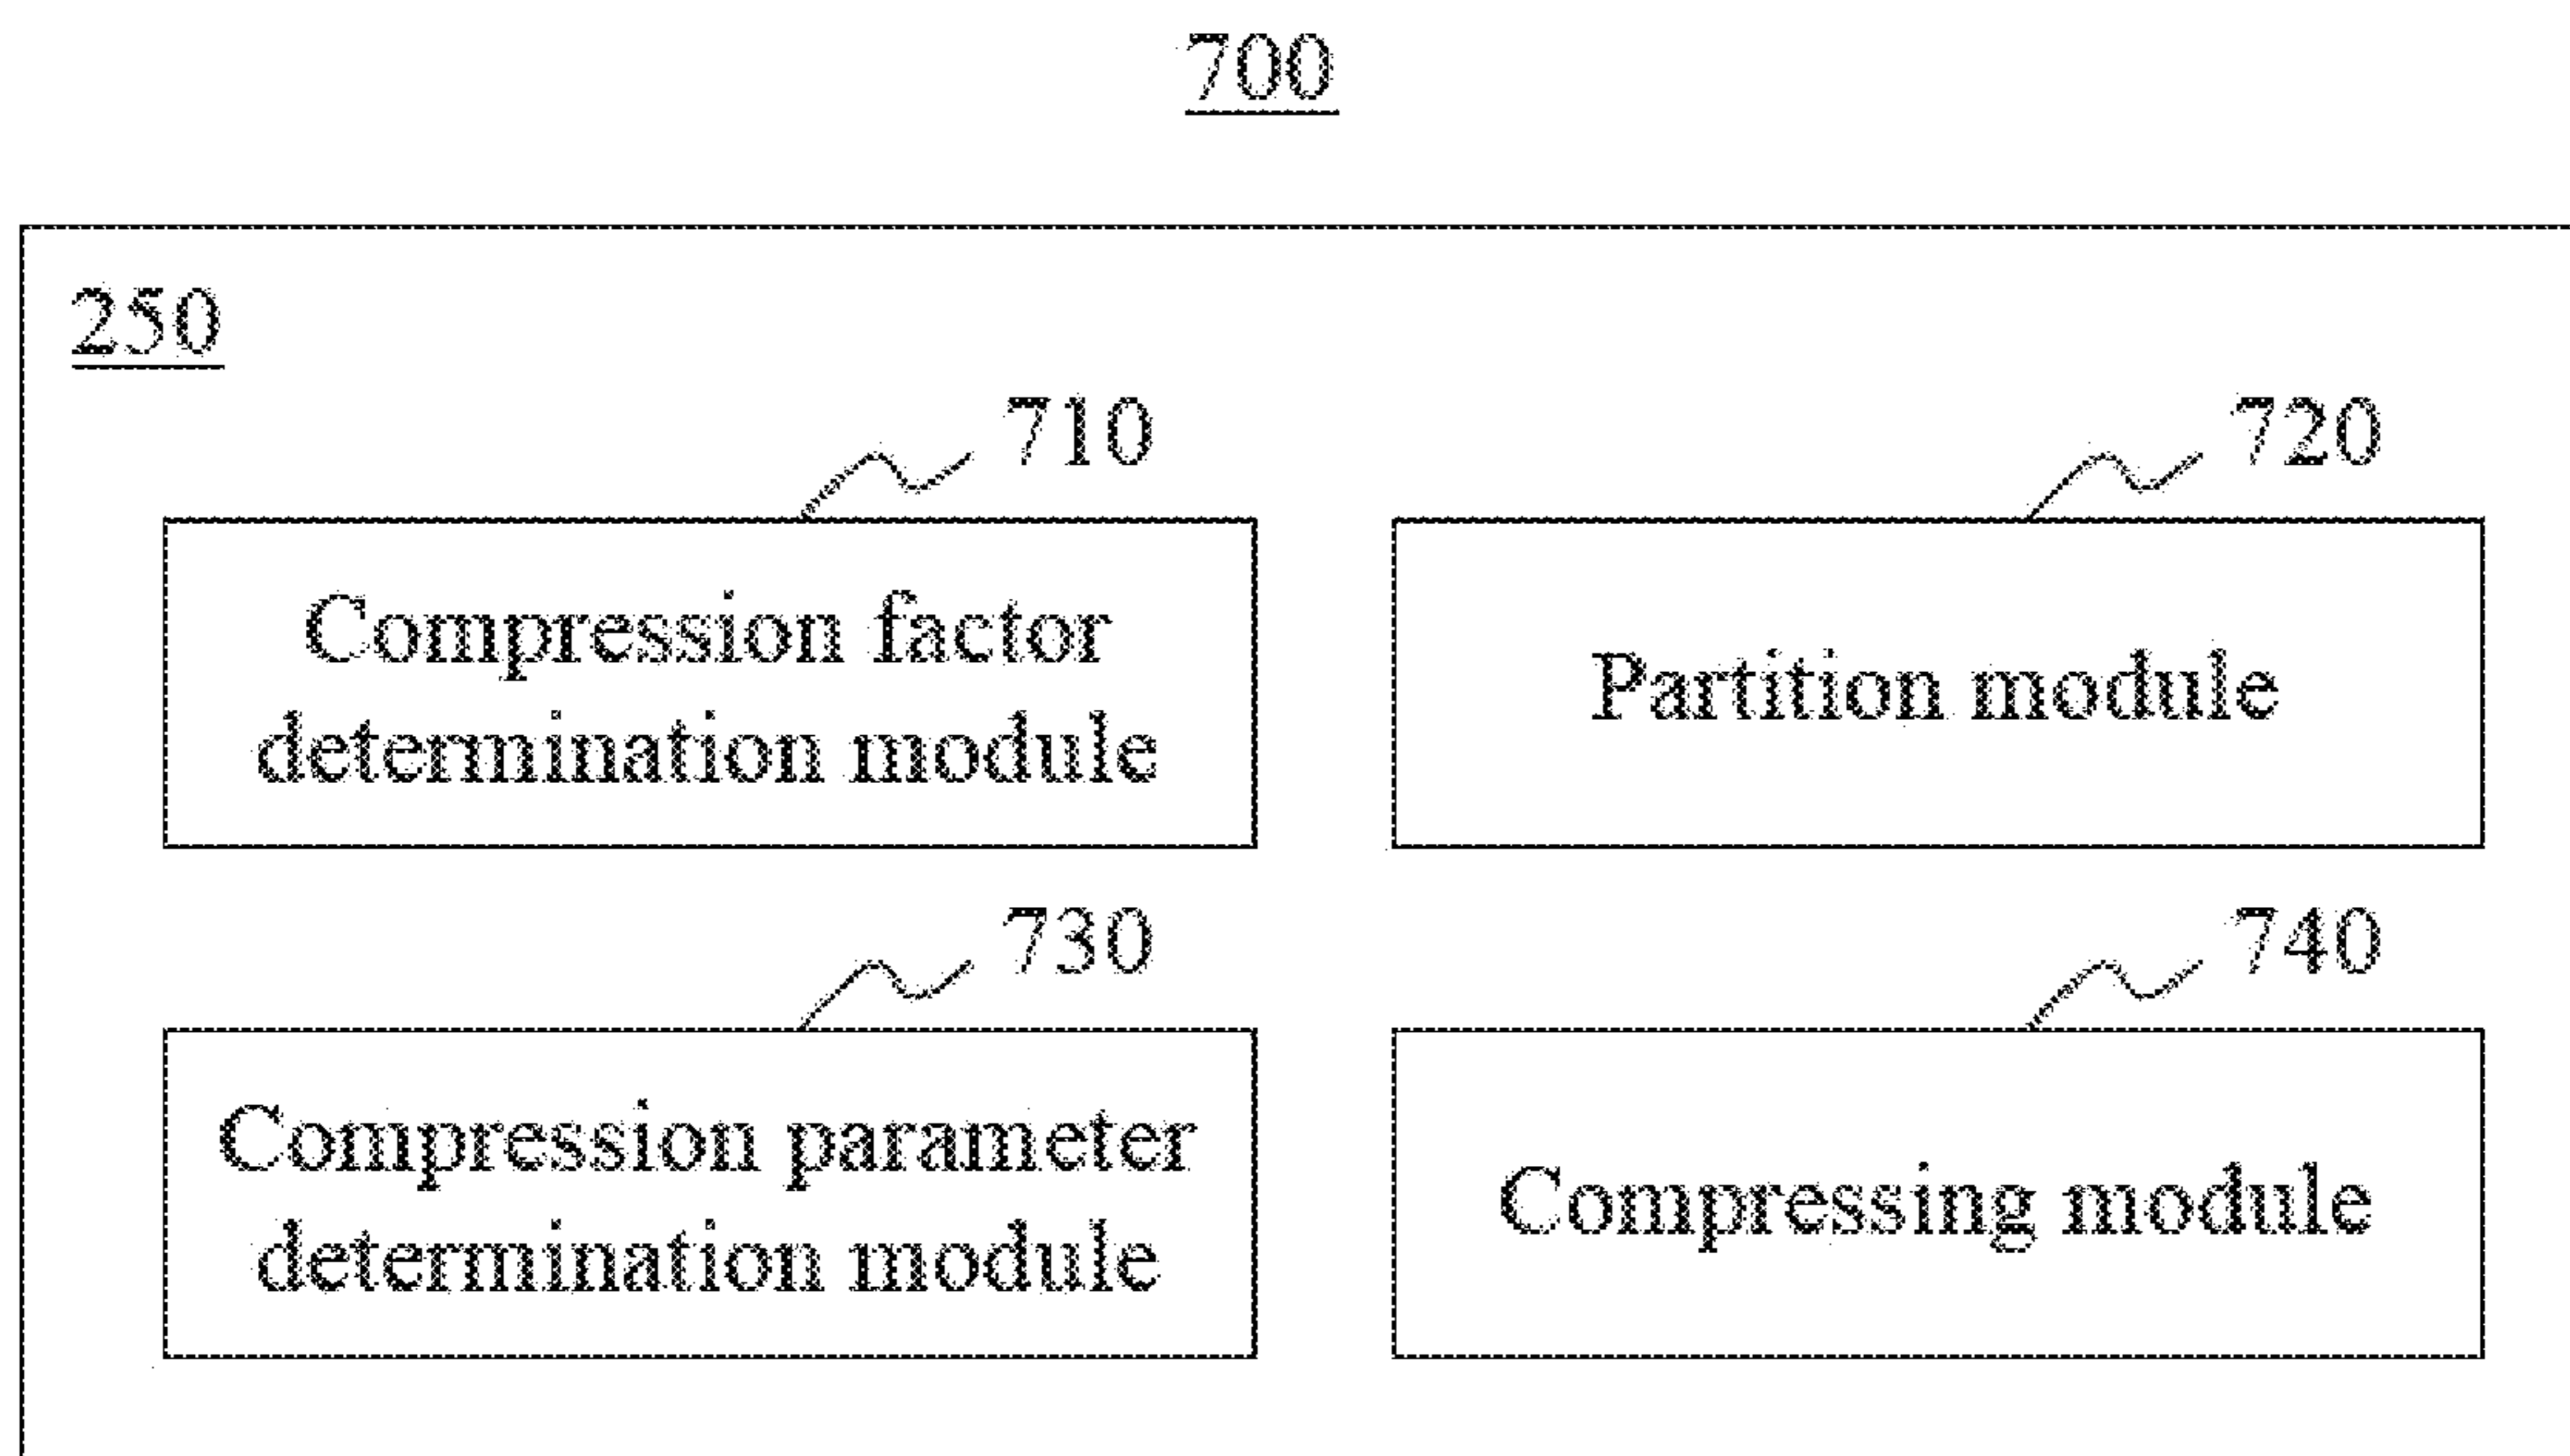 700
250
710
720
Compression factor
determination module
Partition module
730
740
Compression parameter
determination module
Compressing module